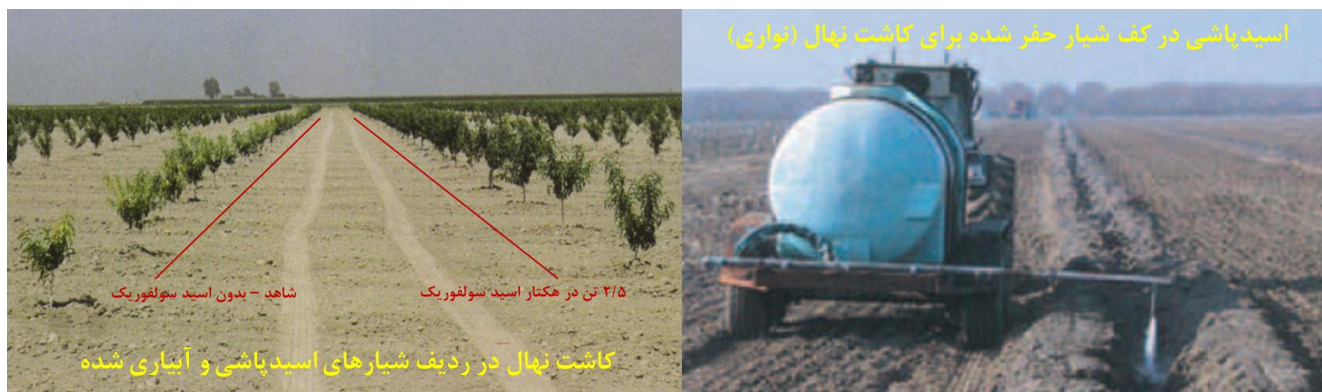 اسیدپاشی در کف شیار حفر شده برای کاشت نهال (نواری)
۲/۵ تن در هکتار اسید سولفوریک
شاهد – بدون اسید سولفوریک
کاشت نهال در ردیف شیارهای اسیدپاشی و آبیاری شده